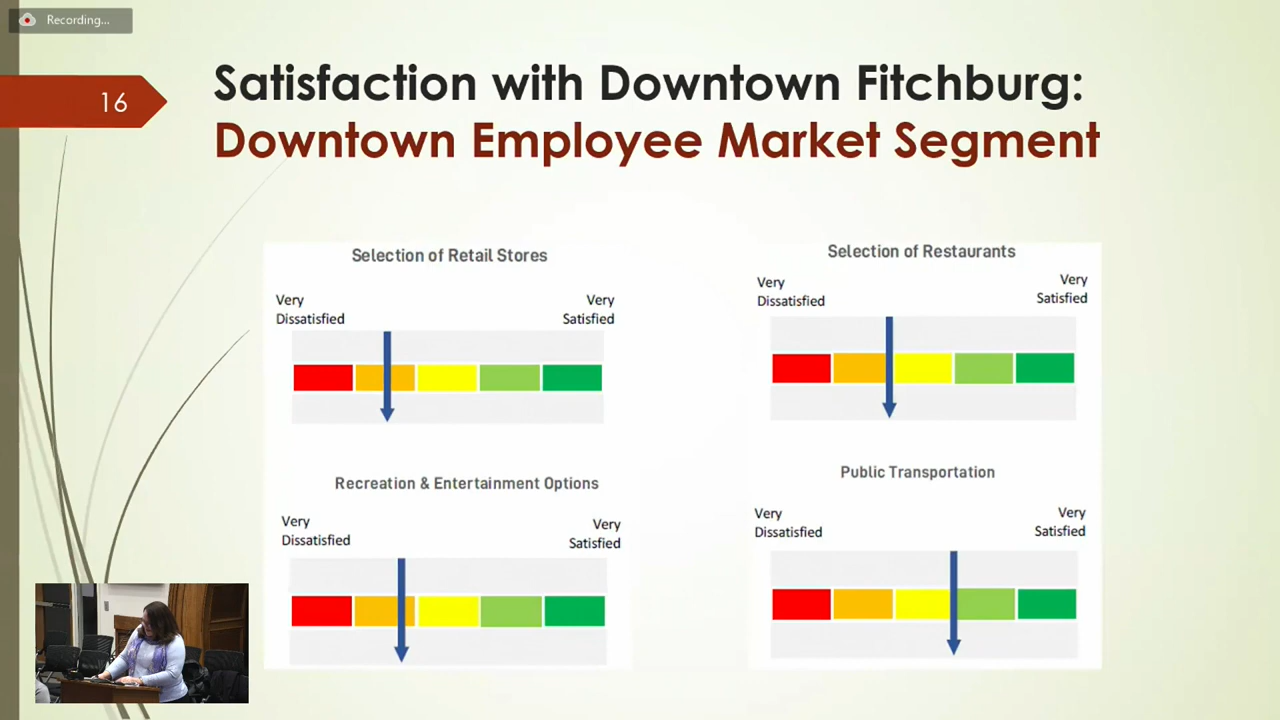 Recording...
16
Satisfaction with Downtown Fitchburg:
Downtown Employee Market Segment
Selection of Retail Stores
Very
Dissatisfied
Very
Satisfied
Selection of Restaurants
Very
Dissatisfied
Very
Satisfied
Recreation & Entertainment Options
Very
Dissatisfied
Very
Satisfied
Public Transportation
Very
Dissatisfied
Very
Satisfied